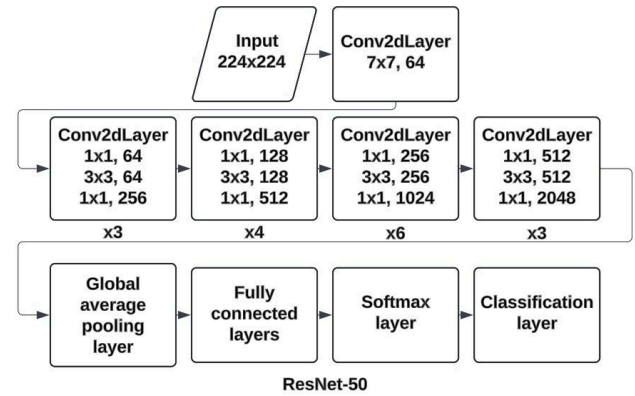 Input
224x224
Conv2dLayer
7x7, 64
Conv2dLayer
1x1, 64
3x3, 64
1x1, 256
x3
Conv2dLayer
1x1, 128
3x3, 128
1x1, 512
x4
Conv2dLayer
1x1, 256
3x3, 256
1x1, 1024
x6
Conv2dLayer
1x1, 512
3x3, 512
1x1, 2048
x3
Global
average
pooling
layer
Fully
connected
layers
Softmax
layer
Classification
layer
ResNet-50